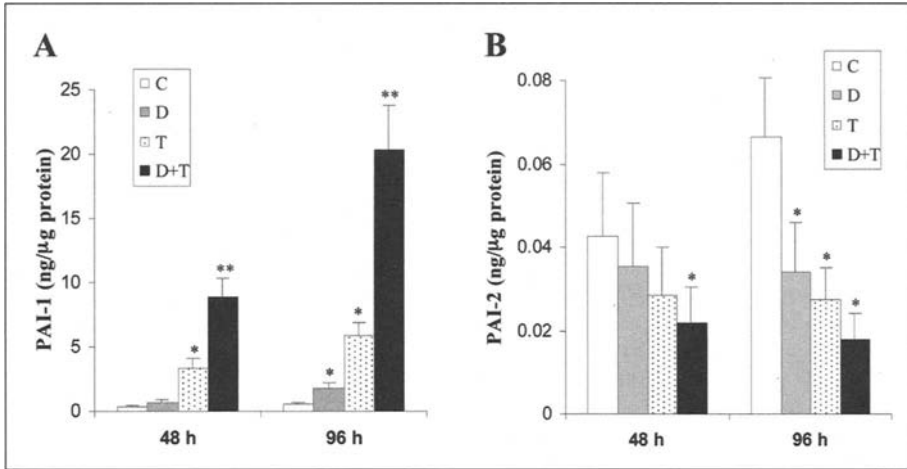 A
C
D
T
D+T
PAI-1 (ng/µg protein)
25
20
15
10
5
0
*
**
*
*
**
48 h
96 h
B
C
D
T
D+T
PAI-2 (ng/µg protein)
0.08
0.06
0.04
0.02
0
*
*
*
*
48 h
96 h